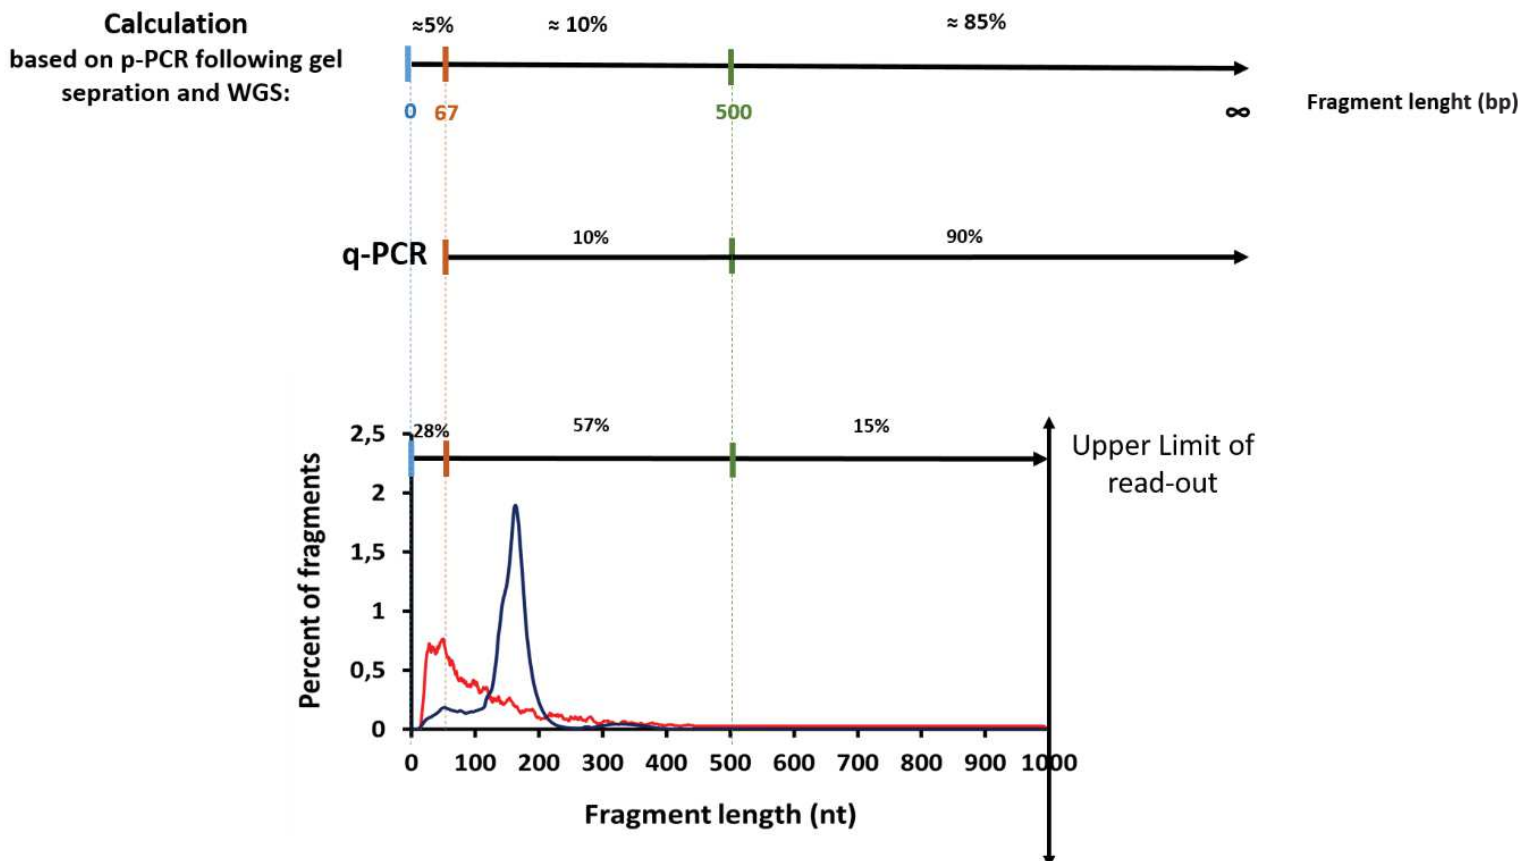 Calculation
based on p-PCR following gel
sepration and WGS:
≈5%
≈ 10%
≈ 85%
0
67
500
∞
Fragment lenght (bp)
q-PCR
10%
90%
28%
57%
15%
Upper Limit of
read-out
Percent of fragments
2,5
2
1,5
1
0,5
0
0 100 200 300 400 500 600 700 800 900 1000
Fragment length (nt)